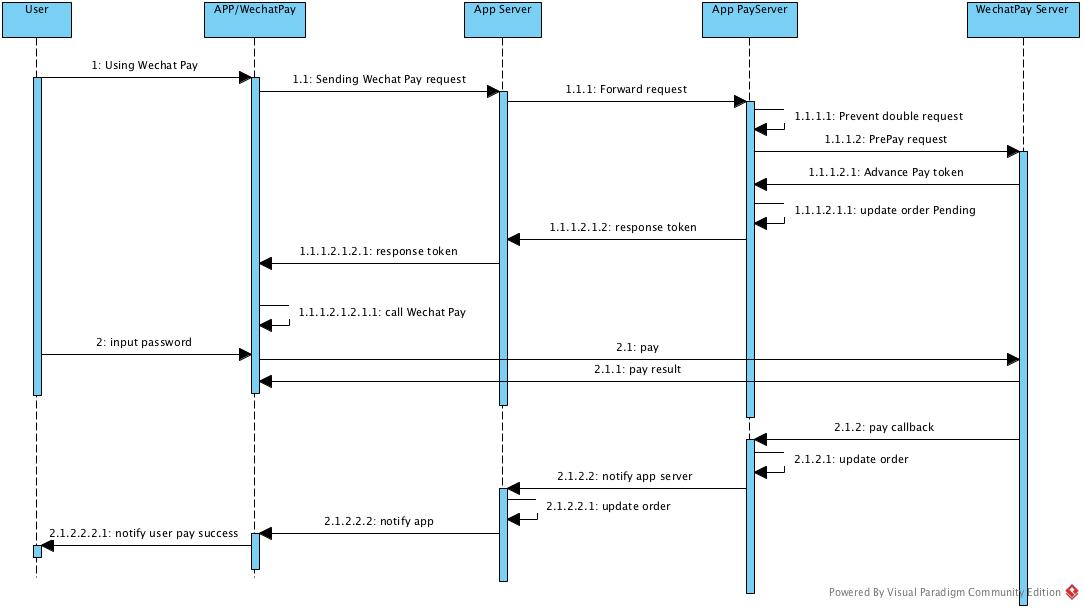 User
APP/WechatPay
App Server
App PayServer
WechatPay Server
1: Using Wechat Pay
1.1: Sending Wechat Pay request
1.1.1: Forward request
1.1.1.1: Prevent double request
1.1.1.2: PrePay request
1.1.1.2.1: Advance Pay token
1.1.1.2.1.1: update order Pending
1.1.1.2.1.2: response token
1.1.1.2.1.2.1: response token
1.1.1.2.1.2.1.1: call Wechat Pay
2: input password
2.1: pay
2.1.1: pay result
2.1.2: pay callback
2.1.2.1: update order
2.1.2.2: notify app server
2.1.2.2.1: update order
2.1.2.2.2: notify app
2.1.2.2.2.1: notify user pay success
Powered By Visual Paradigm Community Edition